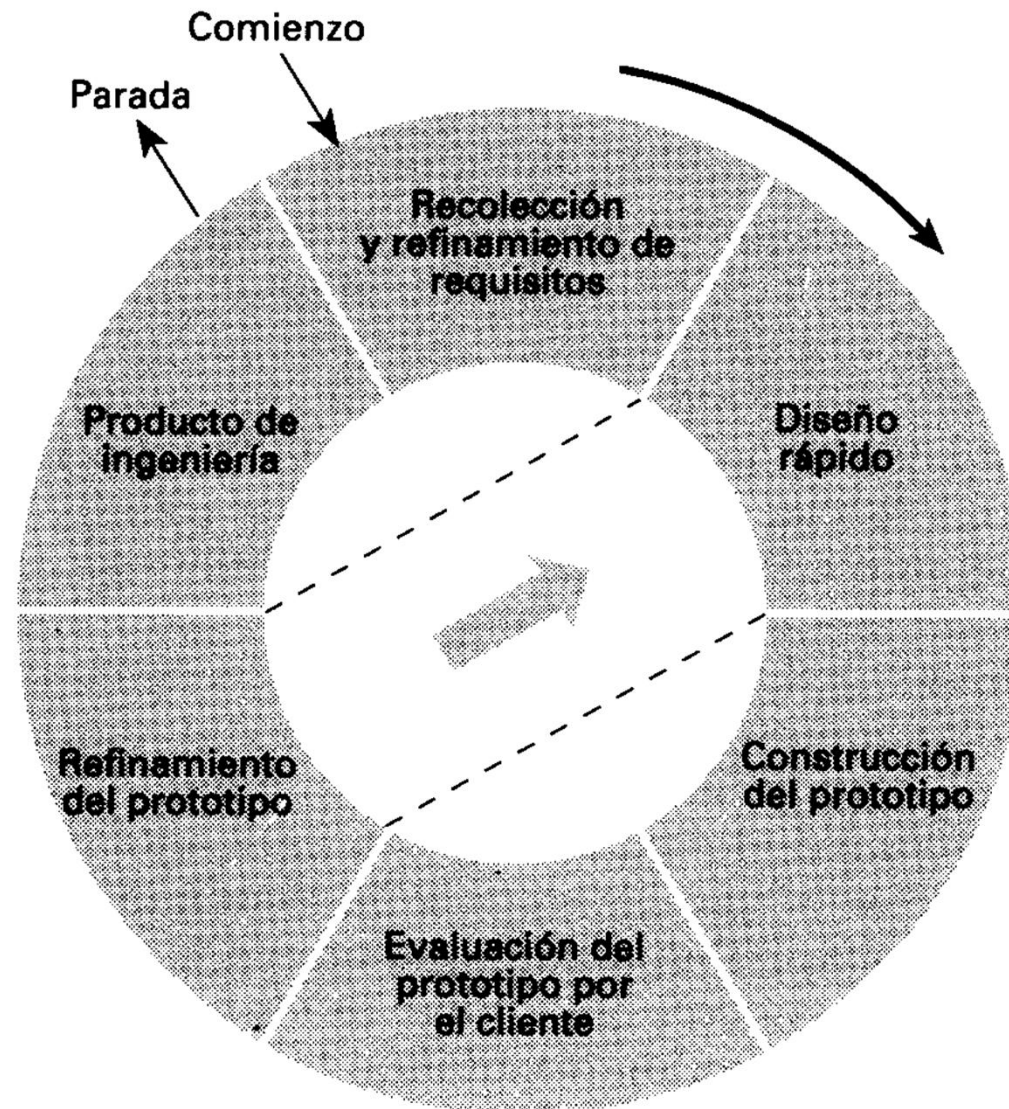 Comienzo
Parada
Recolección
y refinamiento de
requisitos
Diseño
rápido
Construcción
del prototipo
Evaluación del
prototipo por
el cliente
Refinamiento
del prototipo
Producto de
ingeniería